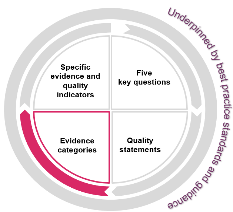 Specific
evidence and
quality
indicators
Five
key questions
Evidence
categories
Quality
statements
Underpinned by best practice standards and guidance